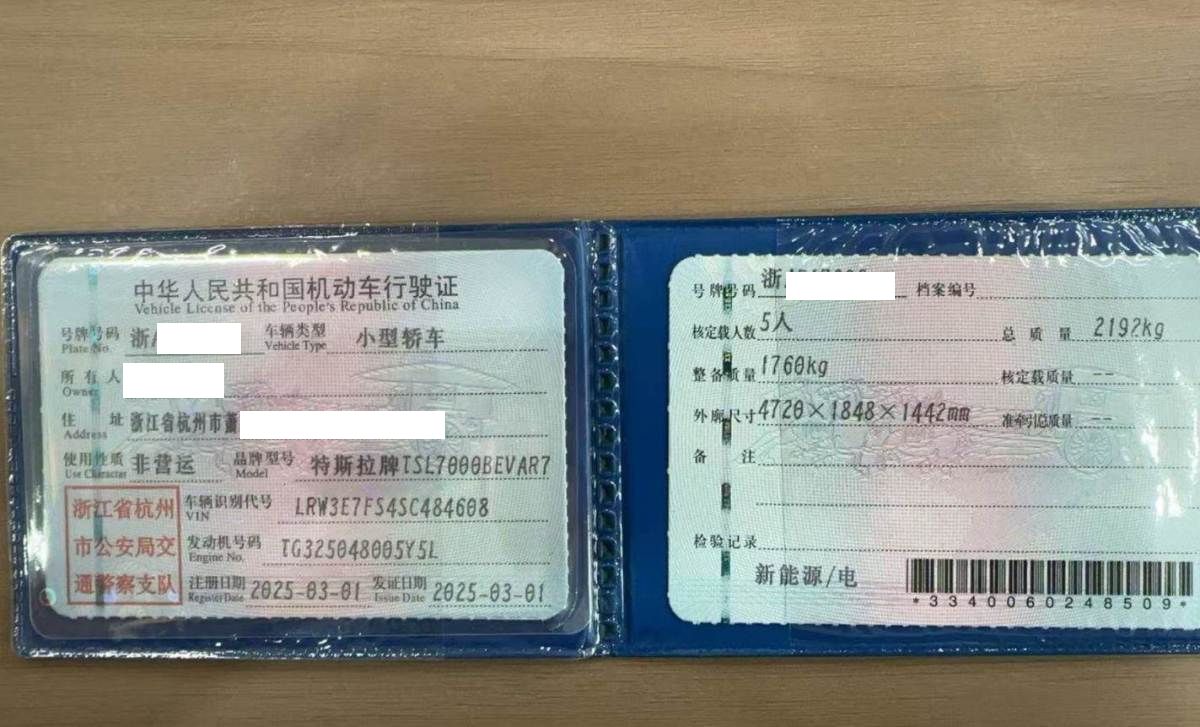 中华人民共和国机动车行驶证
Vehicle License of the People's Republic of China
号牌号码 浙A 车辆类型 小型轿车
Plate No. Vehicle Type
所有人
Owner
住址 浙江省杭州市萧
Address
使用性质 非营运 品牌型号 特斯拉牌TSL7000BEVAR7
Use Character Model
浙江省杭州
市公安局交
通警察支队
车辆识别代号 LRW3E7FS4SC484608
VIN
发动机号码 TG325048005Y5L
Engine No.
注册日期 2025-03-01 发证日期 2025-03-01
Register Date Issue Date
号牌号码 浙 档案编号
核定载人数 5人 总质量 2192kg
整备质量 1760kg 核定载质量 --
外廓尺寸 4720×1848×1442mm 准牵引总质量 --
备注
检验记录
新能源/电
*3340060248509*